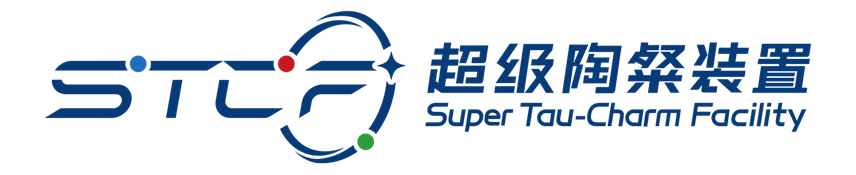 STCF
超级陶粲装置
Super Tau-Charm Facility